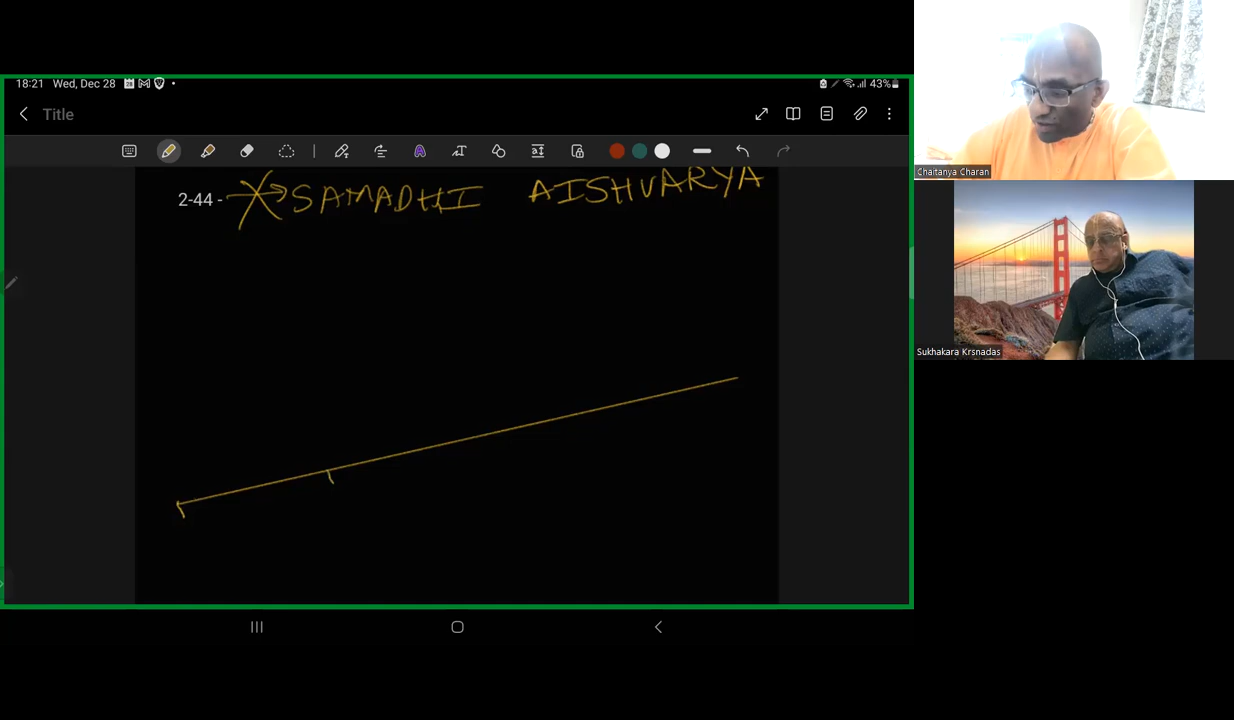 18:21 Wed, Dec 28
43%
Title
2-44 - SAMADHI AISHVARYA
Chaitanya Charan
Sukhakara Krsnadas